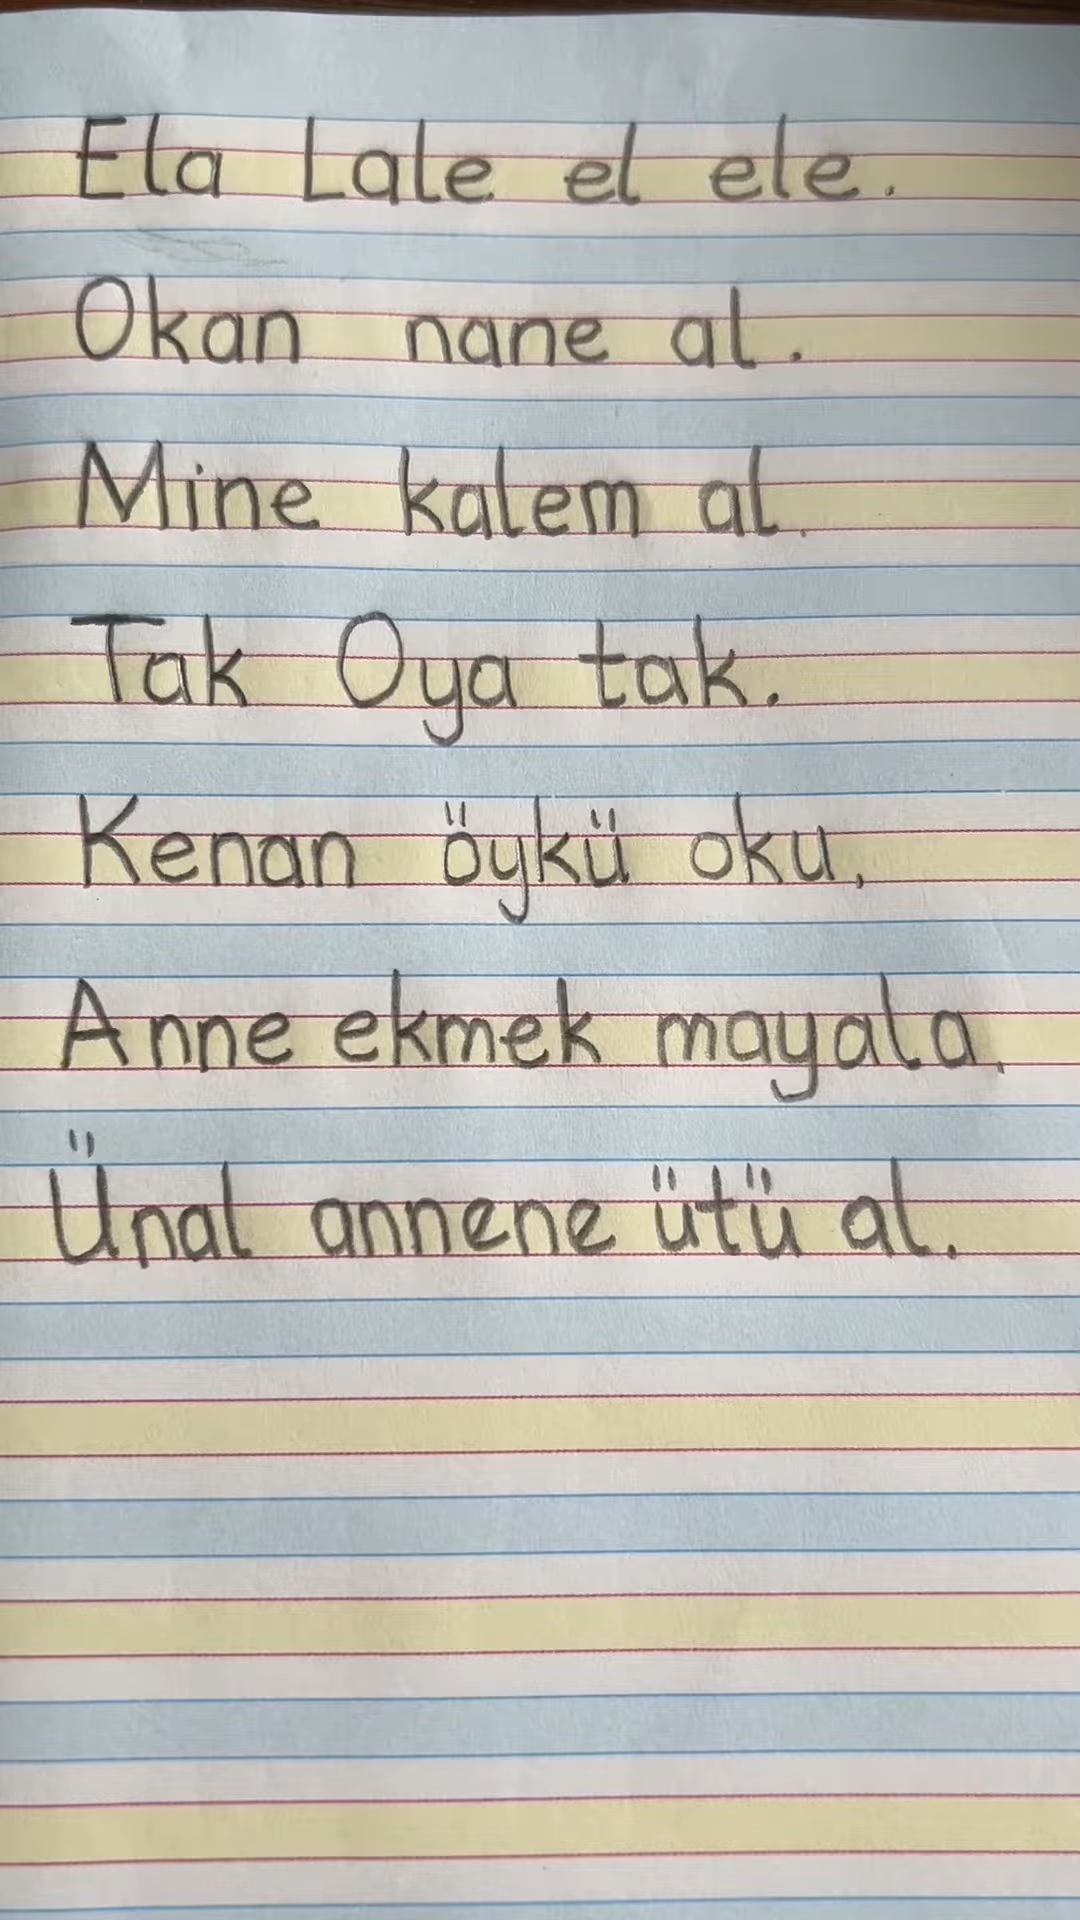 Ela Lale el ele.
Okan nane al.
Mine kalem al.
Tak Oya tak.
Kenan öykü oku,
Anne ekmek mayala.
Ünal annene ütü al.